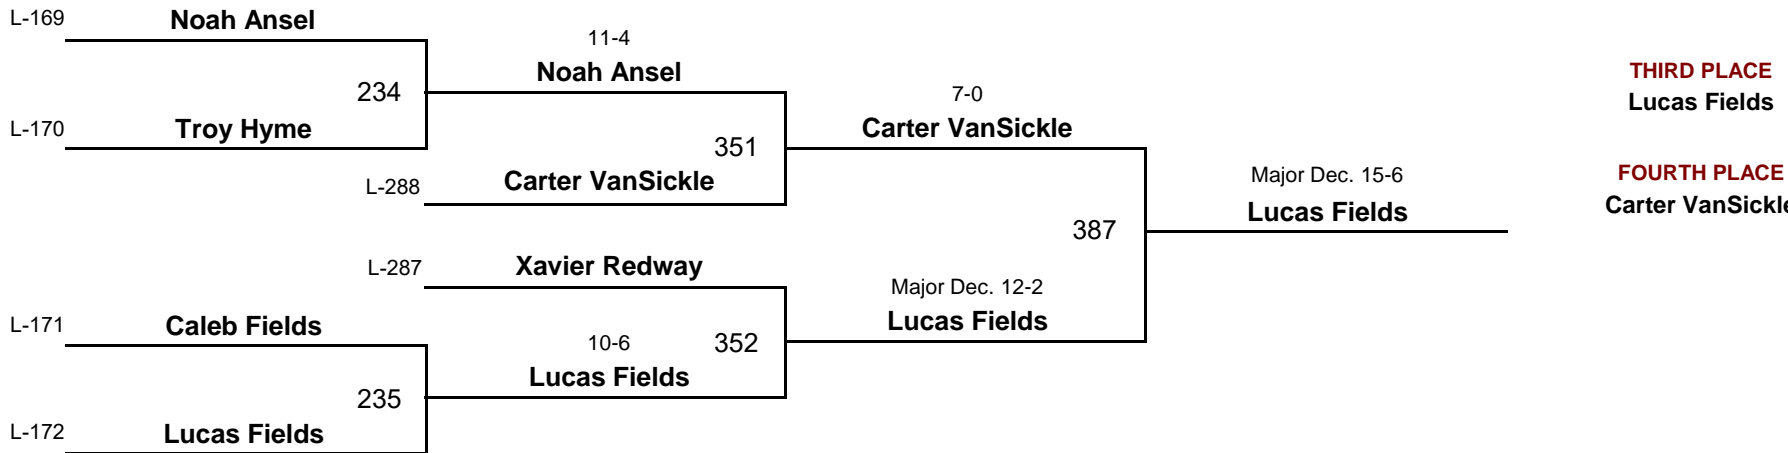 L-169
Noah Ansel
11-4
Noah Ansel
234
7-0
Carter VanSickle
L-170
Troy Hyme
351
L-288
Carter VanSickle
Major Dec. 15-6
Lucas Fields
387
L-287
Xavier Redway
Major Dec. 12-2
Lucas Fields
L-171
Caleb Fields
10-6
352
Lucas Fields
235
L-172
Lucas Fields
THIRD PLACE
Lucas Fields
FOURTH PLACE
Carter VanSickle